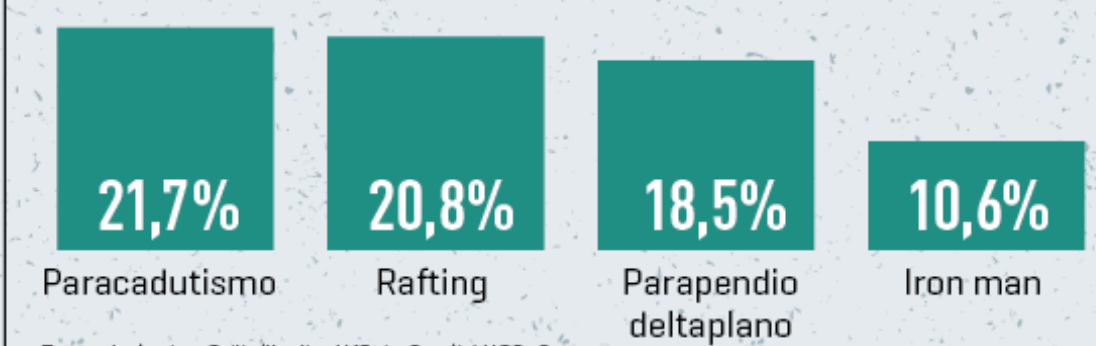 21,7%
20,8%
18,5%
10,6%
Paracadutismo
Rafting
Parapendio
deltaplano
Iron man